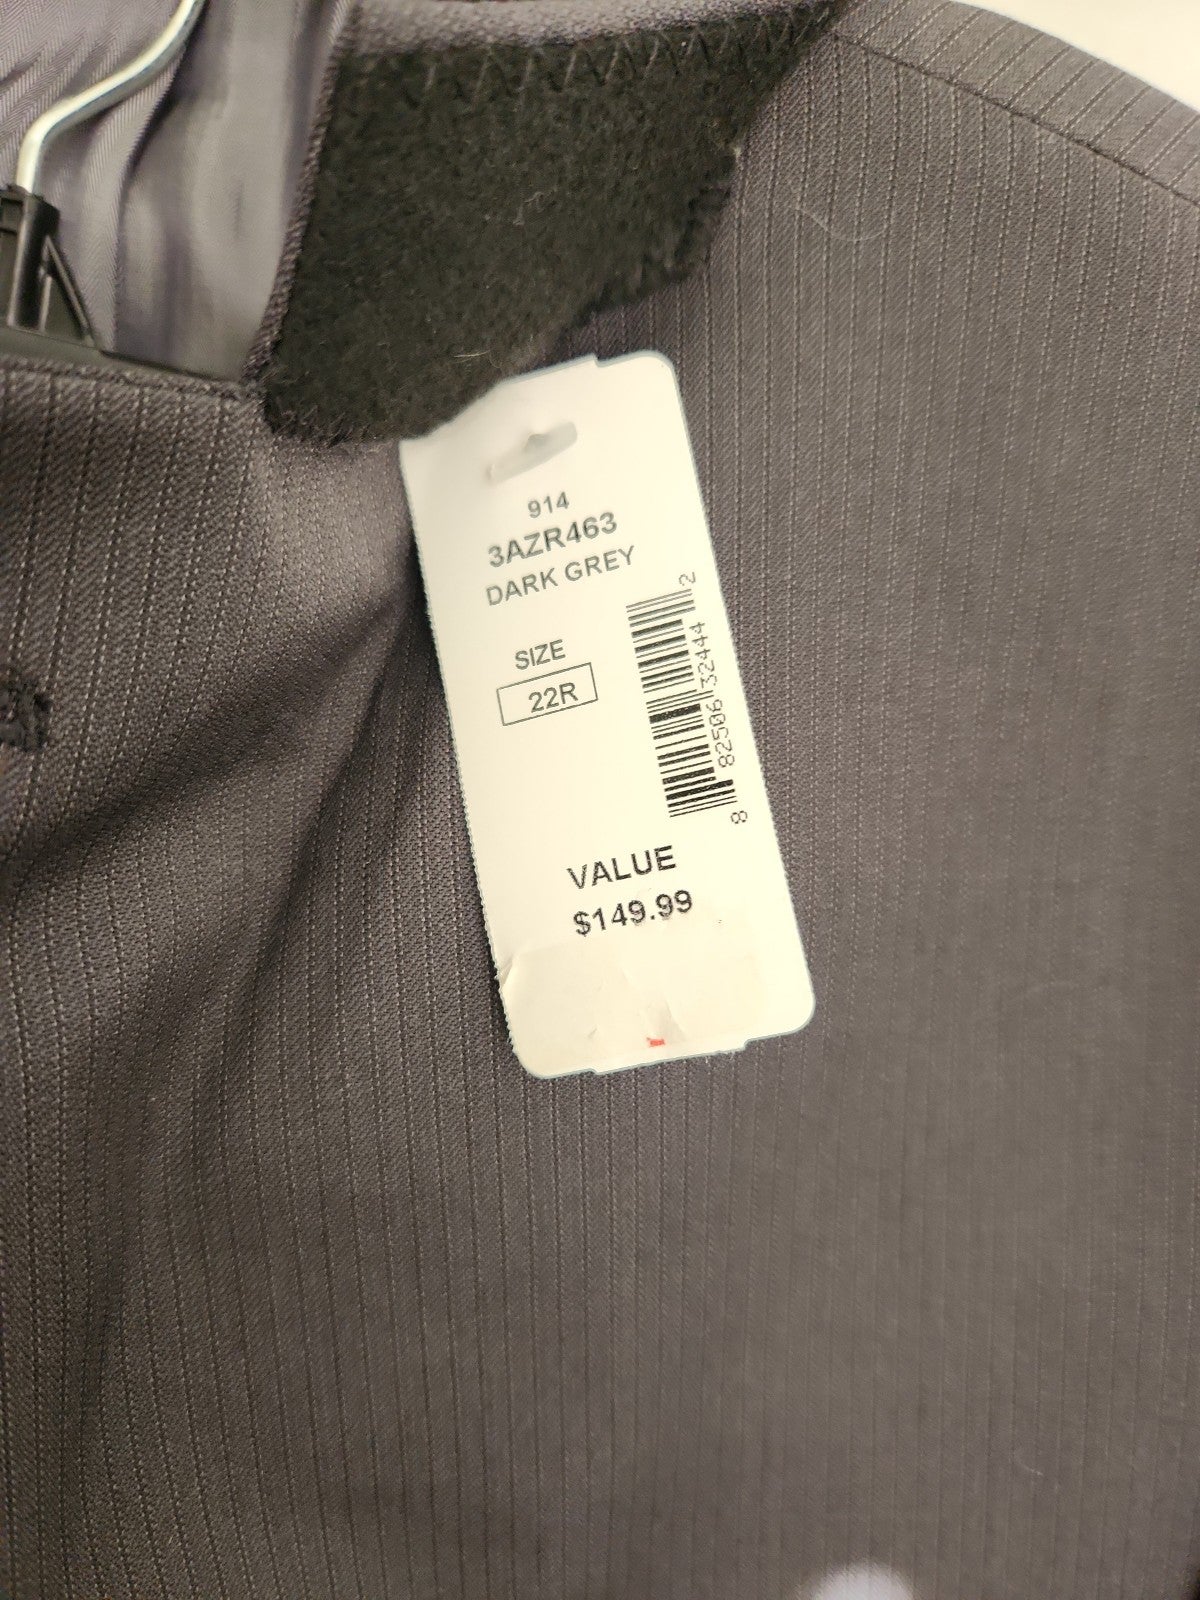 914
3AZR463
DARK GREY
SIZE
22R
8 82506 32444 2
VALUE
$149.99